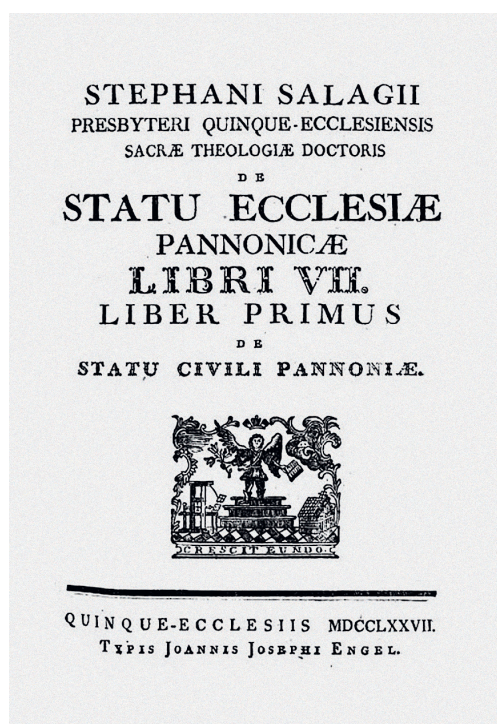 STEPHANI SALAGII
PRESBYTERI QUINQUE-ECCLESIENSIS
SACRÆ THEOLOGIÆ DOCTORIS
DE
STATU ECCLESIÆ
PANNONICÆ
LIBRI VII.
LIBER PRIMUS
DE
STATU CIVILI PANNONIÆ.
CRESCIT EUNDO.
QUINQUE-ECCLESIIS MDCCLXXVII.
TYPIS JOANNIS JOSEPHI ENGEL.